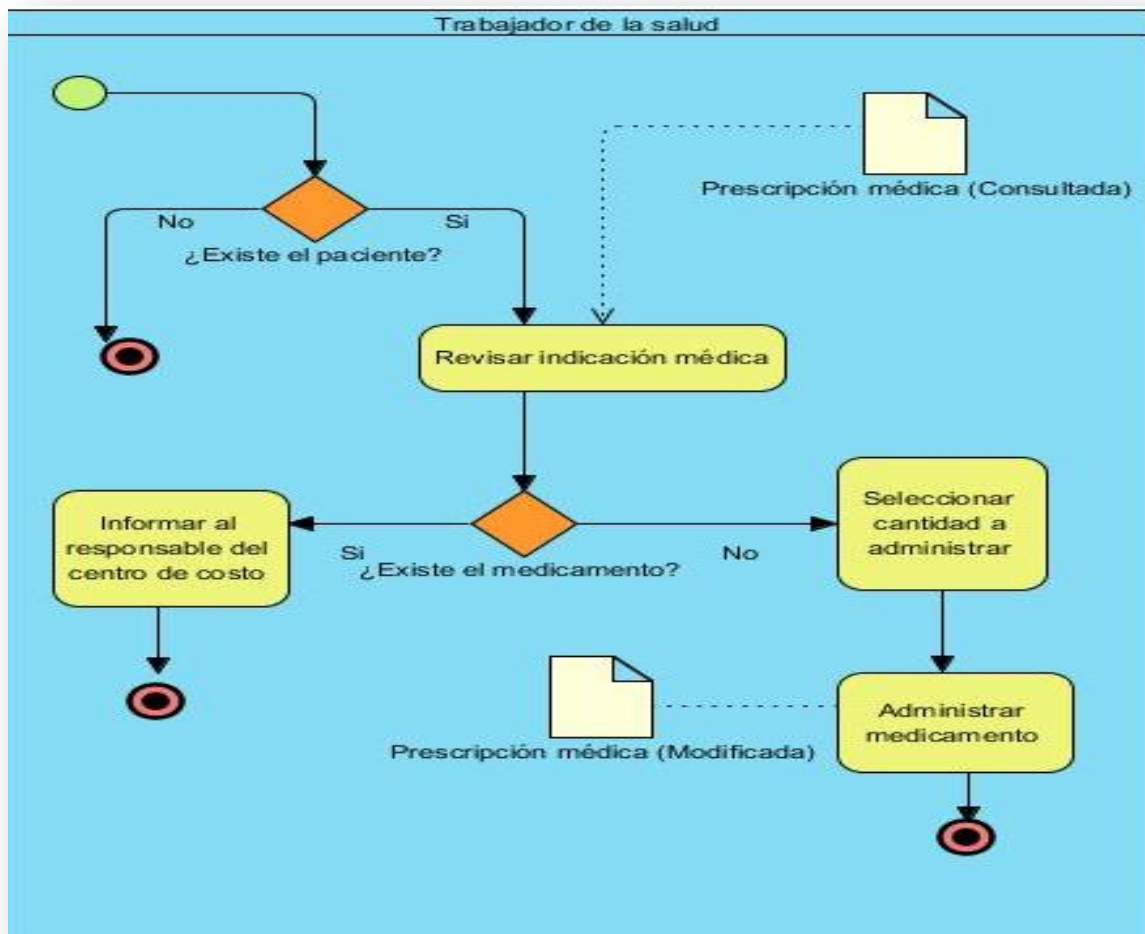 Trabajador de la salud
Prescripción médica (Consultada)
No
Si
¿Existe el paciente?
Revisar indicación médica
Informar al
responsable del
centro de costo
Si
¿Existe el medicamento?
No
Seleccionar
cantidad a
administrar
Prescripción médica (Modificada)
Administrar
medicamento